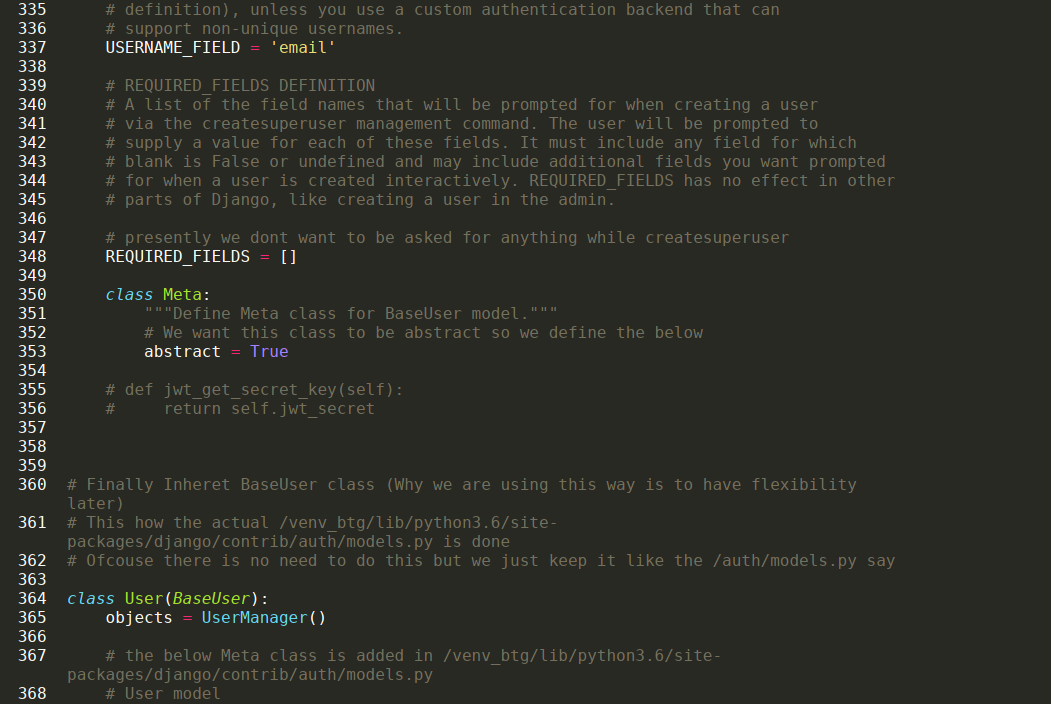 335 # definition), unless you use a custom authentication backend that can
336 # support non-unique usernames.
337 USERNAME_FIELD = 'email'
338
339 # REQUIRED_FIELDS DEFINITION
340 # A list of the field names that will be prompted for when creating a user
341 # via the createsuperuser management command. The user will be prompted to
342 # supply a value for each of these fields. It must include any field for which
343 # blank is False or undefined and may include additional fields you want prompted
344 # for when a user is created interactively. REQUIRED_FIELDS has no effect in other
345 # parts of Django, like creating a user in the admin.
346
347 # presently we dont want to be asked for anything while createsuperuser
348 REQUIRED_FIELDS = []
349
350 class Meta:
351 """Define Meta class for BaseUser model."""
352 # We want this class to be abstract so we define the below
353 abstract = True
354
355 # def jwt_get_secret_key(self):
356 #     return self.jwt_secret
357
358
359
360 # Finally Inheret BaseUser class (Why we are using this way is to have flexibility
later)
361 # This how the actual /venv_btg/lib/python3.6/site-
packages/django/contrib/auth/models.py is done
362 # Ofcouse there is no need to do this but we just keep it like the /auth/models.py say
363
364 class User(BaseUser):
365 objects = UserManager()
366
367 # the below Meta class is added in /venv_btg/lib/python3.6/site-
packages/django/contrib/auth/models.py
368 # User model